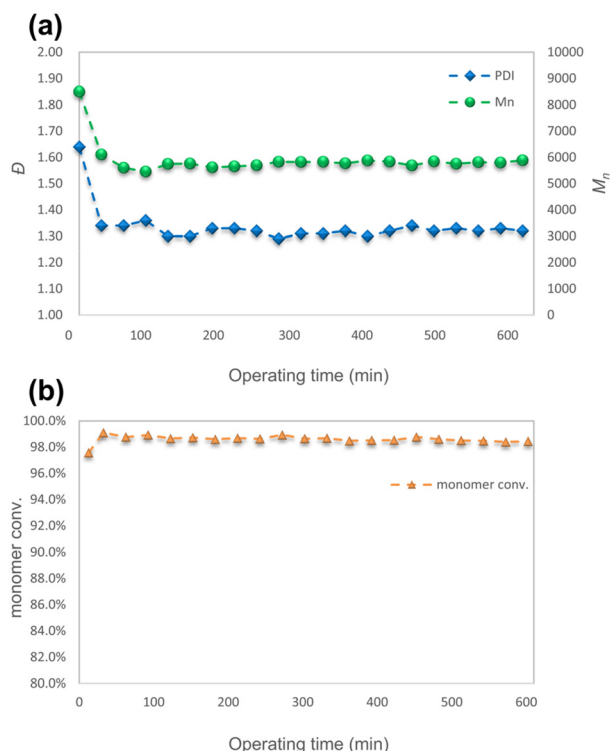 (a)
2.00
1.90
1.80
1.70
1.60
1.50
1.40
1.30
1.20
1.10
1.00
Đ
PDI
Mn
10000
9000
8000
7000
6000
5000
4000
3000
2000
1000
0
Mn
0 100 200 300 400 500 600
Operating time (min)
(b)
100.0%
98.0%
96.0%
94.0%
92.0%
90.0%
88.0%
86.0%
84.0%
82.0%
80.0%
monomer conv.
monomer conv.
0 100 200 300 400 500 600
Operating time (min)